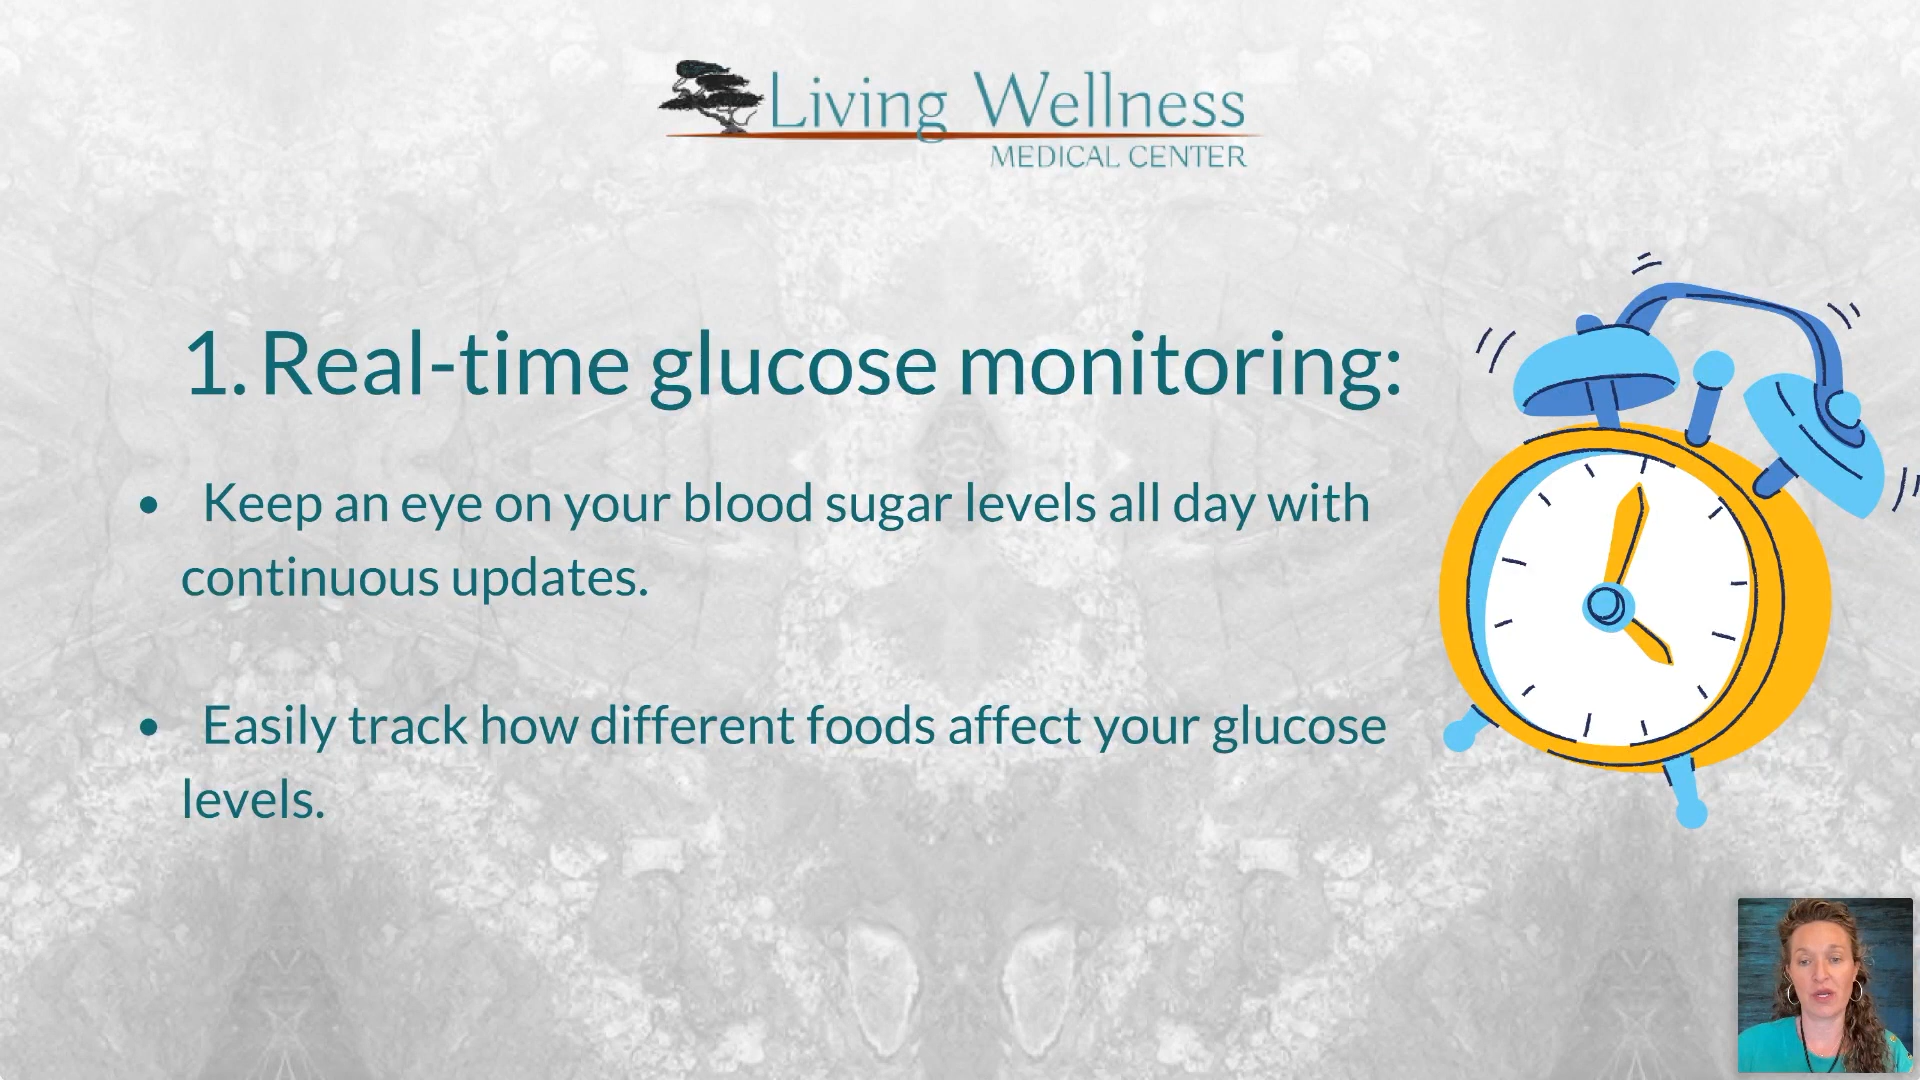 Living Wellness
MEDICAL CENTER
1. Real-time glucose monitoring:
• Keep an eye on your blood sugar levels all day with
continuous updates.
• Easily track how different foods affect your glucose
levels.